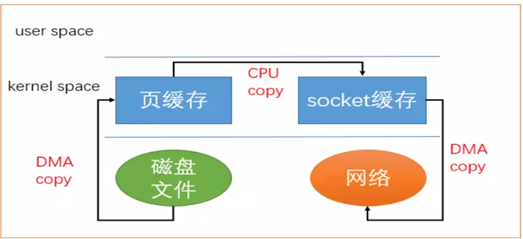 user space
kernel space
CPU
copy
页缓存
socket缓存
DMA
copy
磁盘
文件
网络
DMA
copy